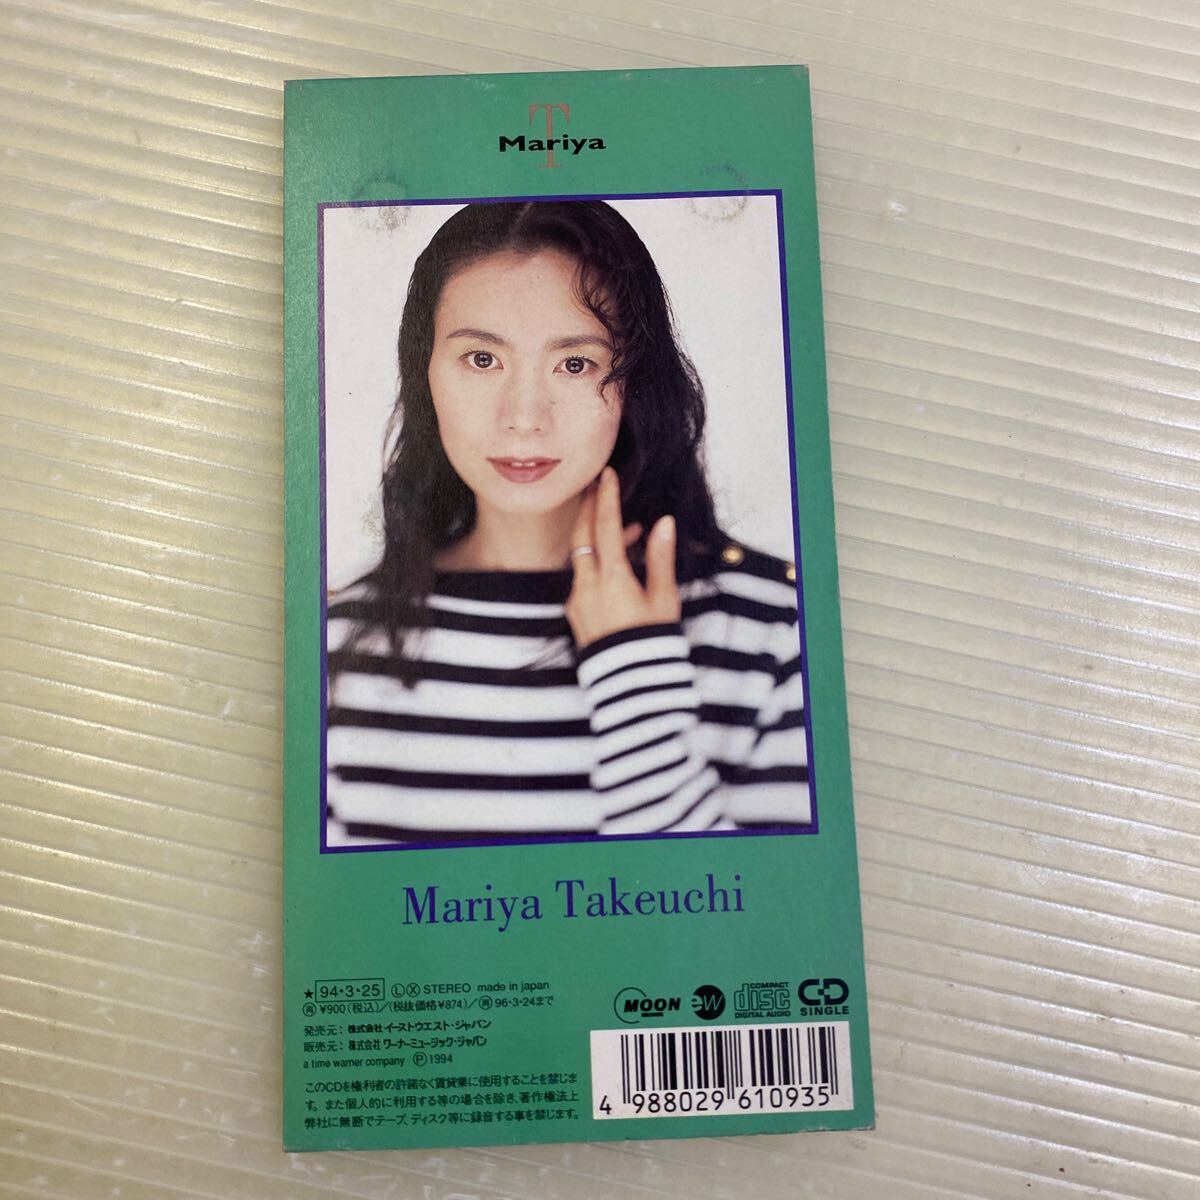 T
Mariya
Mariya Takeuchi
★ 94・3・25 Ⓛ Ⓧ STEREO made in japan
㊕ ¥900(税込)/(税抜価格¥874)/㊕ 96・3・24まで
発売元：株式会社 イーストウエスト・ジャパン
販売元：株式会社 ワーナーミュージック・ジャパン
a time warner company Ⓟ 1994
MOON RECORDS ew COMPACT disc DIGITAL AUDIO CD SINGLE
このCDを権利者の許諾なく賃貸業に使用することを禁じま
す。また個人的に利用する等の場合を除き、著作権法上
弊社に無断でテープ、ディスク等に録音する事を禁じます。
4 988029 610935